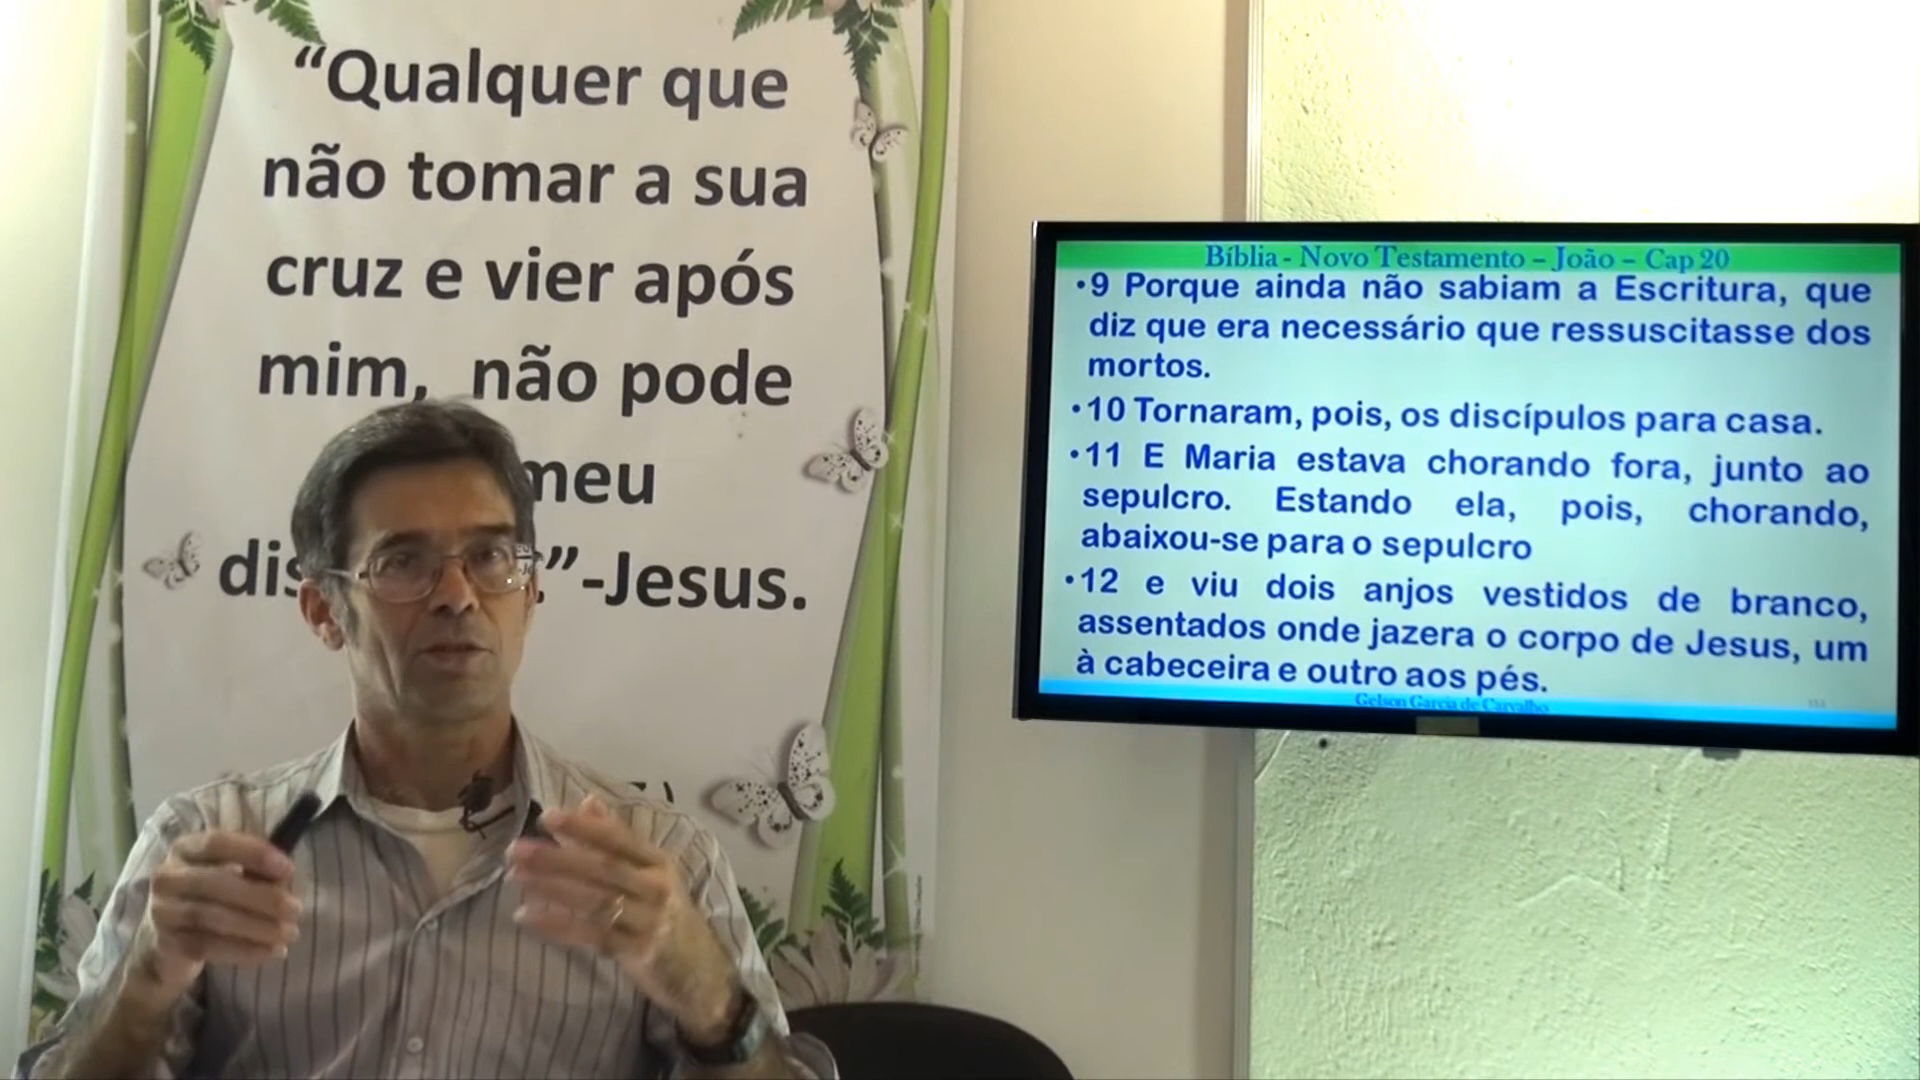 “Qualquer que
não tomar a sua
cruz e vier após
mim, não pode
meu
”-Jesus.
Bíblia - Novo Testamento – João – Cap 20
•9 Porque ainda não sabiam a Escritura, que
diz que era necessário que ressuscitasse dos
mortos.
•10 Tornaram, pois, os discípulos para casa.
•11 E Maria estava chorando fora, junto ao
sepulcro. Estando ela, pois, chorando,
abaixou-se para o sepulcro
•12 e viu dois anjos vestidos de branco,
assentados onde jazera o corpo de Jesus, um
à cabeceira e outro aos pés.
Gelson Garcia de Carvalho